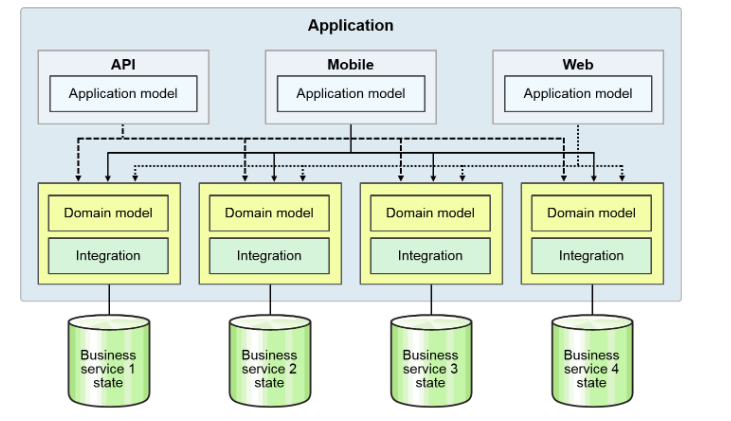 Application
API
Mobile
Web
Application model
Application model
Application model
Domain model
Domain model
Domain model
Domain model
Integration
Integration
Integration
Integration
Business
service 1
state
Business
service 2
state
Business
service 3
state
Business
service 4
state